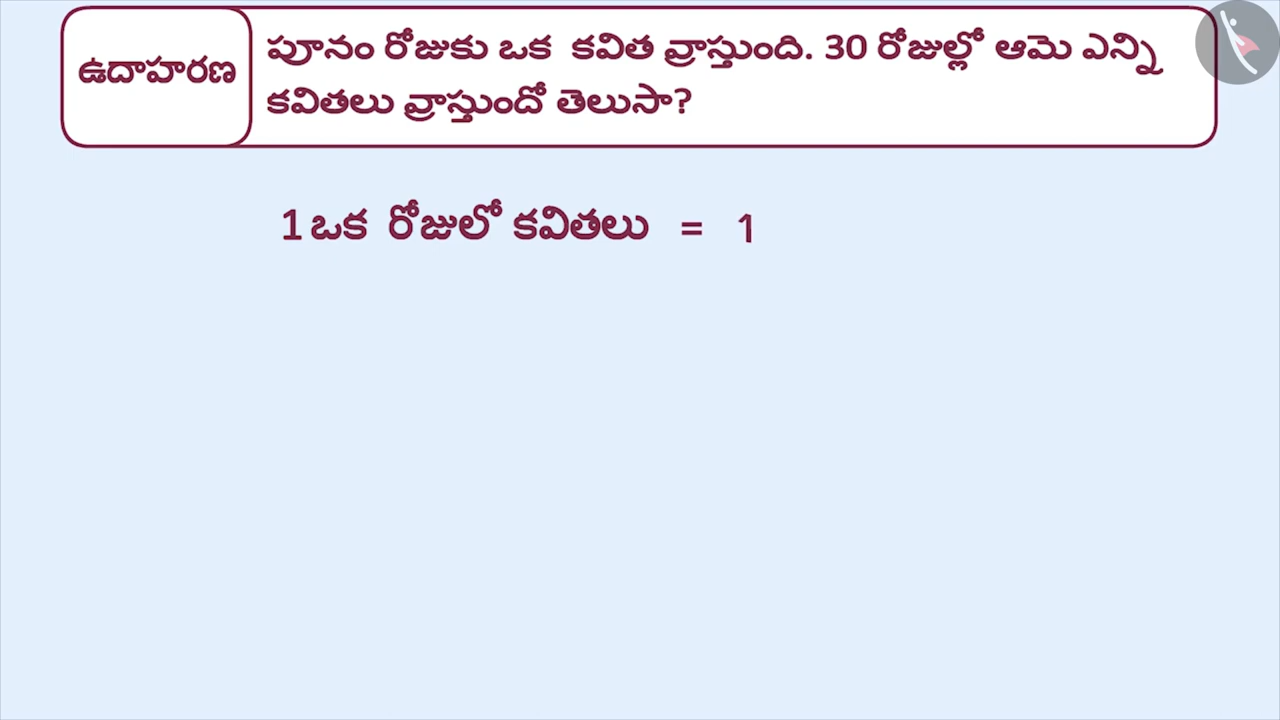 ఉదాహరణ
పూనం రోజుకు ఒక కవిత వ్రాస్తుంది. 30 రోజుల్లో ఆమె ఎన్ని
కవితలు వ్రాస్తుందో తెలుసా?
1 ఒక రోజులో కవితలు = 1